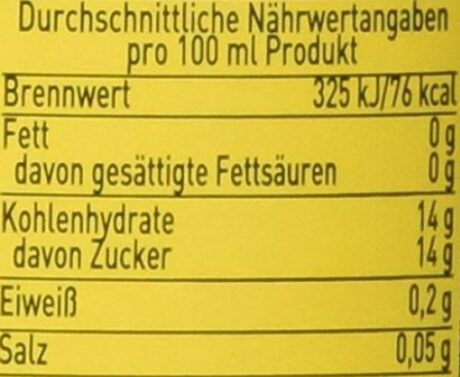 Durchschnittliche Nährwertangaben
pro 100 ml Produkt
Brennwert 325 kJ/76 kcal
Fett 0 g
davon gesättigte Fettsäuren 0 g
Kohlenhydrate 14 g
davon Zucker 14 g
Eiweiß 0,2 g
Salz 0,05 g